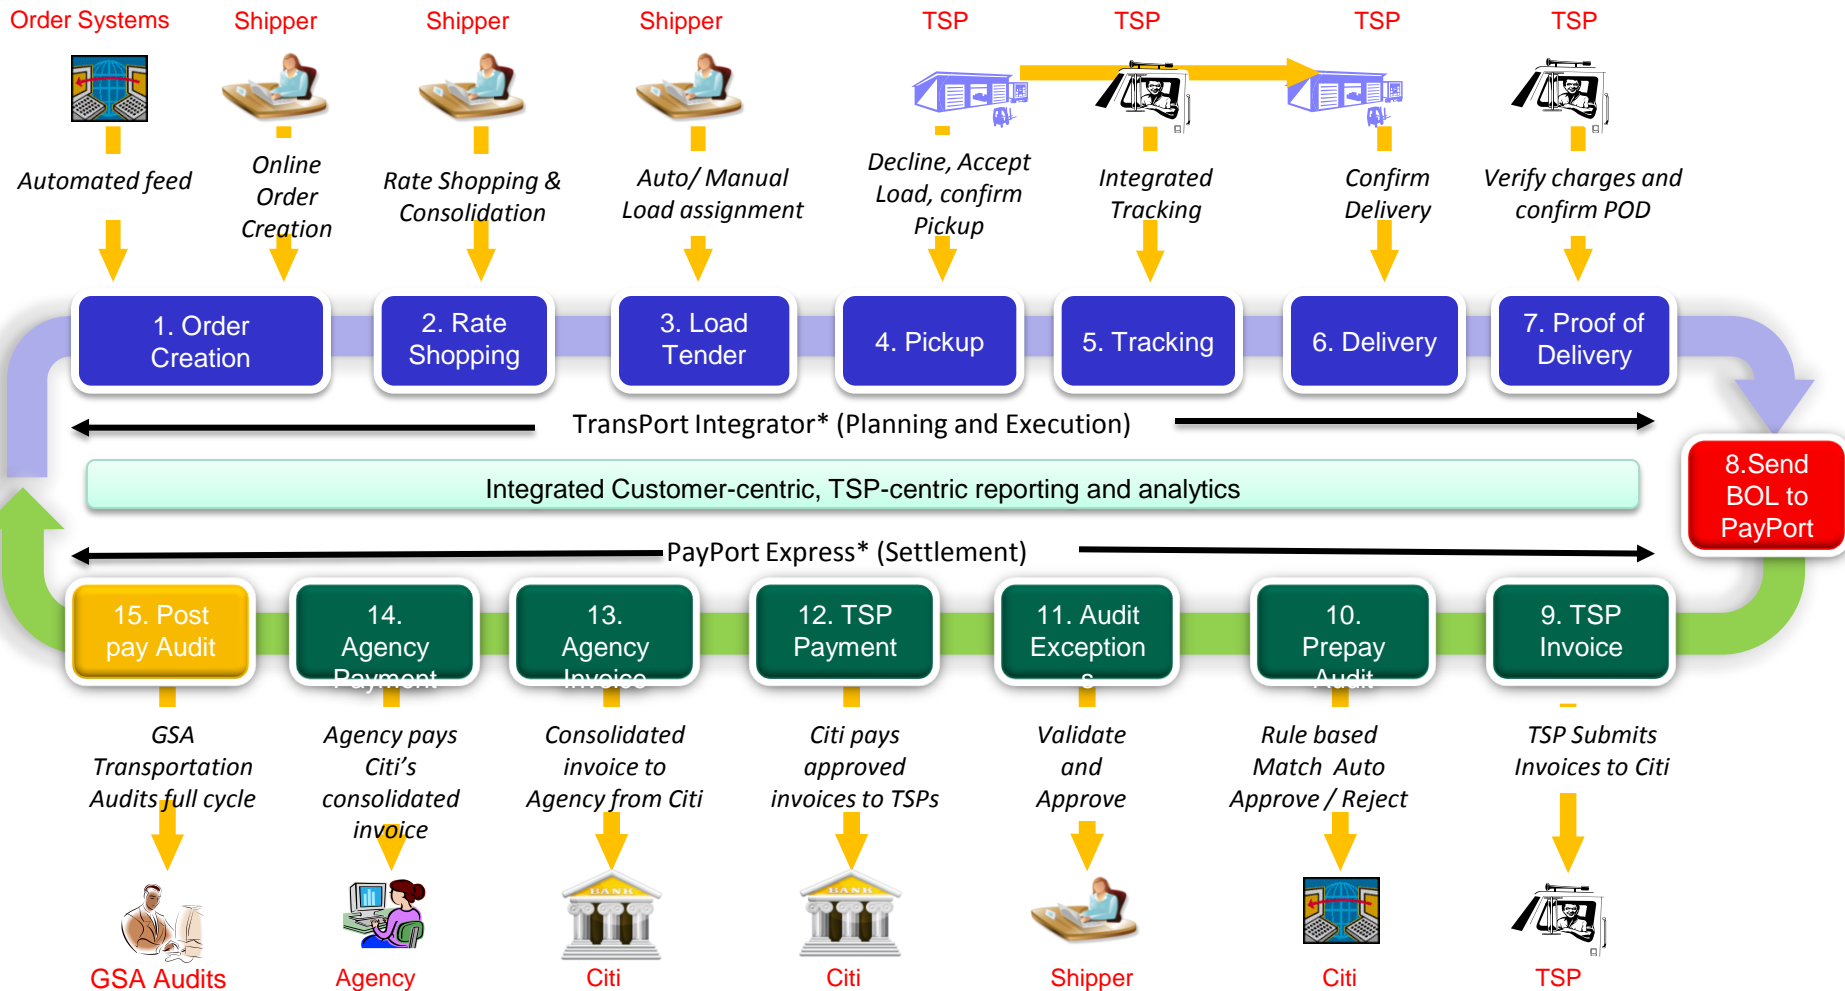 Order Systems
Shipper
Shipper
Shipper
TSP
TSP
TSP
TSP
Automated feed
Online
Order
Creation
Rate Shopping &
Consolidation
Auto/ Manual
Load assignment
Decline, Accept
Load, confirm
Pickup
Integrated
Tracking
Confirm
Delivery
Verify charges and
confirm POD
1. Order
Creation
2. Rate
Shopping
3. Load
Tender
4. Pickup
5. Tracking
6. Delivery
7. Proof of
Delivery
TransPort Integrator* (Planning and Execution)
8.Send
BOL to
PayPort
Integrated Customer-centric, TSP-centric reporting and analytics
PayPort Express* (Settlement)
15. Post
pay Audit
14.
Agency
Payment
13.
Agency
Invoice
12. TSP
Payment
11. Audit
Exception
s
10.
Prepay
Audit
9. TSP
Invoice
GSA
Transportation
Audits full cycle
Agency pays
Citi’s
consolidated
invoice
Consolidated
invoice to
Agency from Citi
Citi pays
approved
invoices to TSPs
Validate
and
Approve
Rule based
Match Auto
Approve / Reject
TSP Submits
Invoices to Citi
BANK
BANK
GSA Audits
Agency
Citi
Citi
Shipper
Citi
TSP